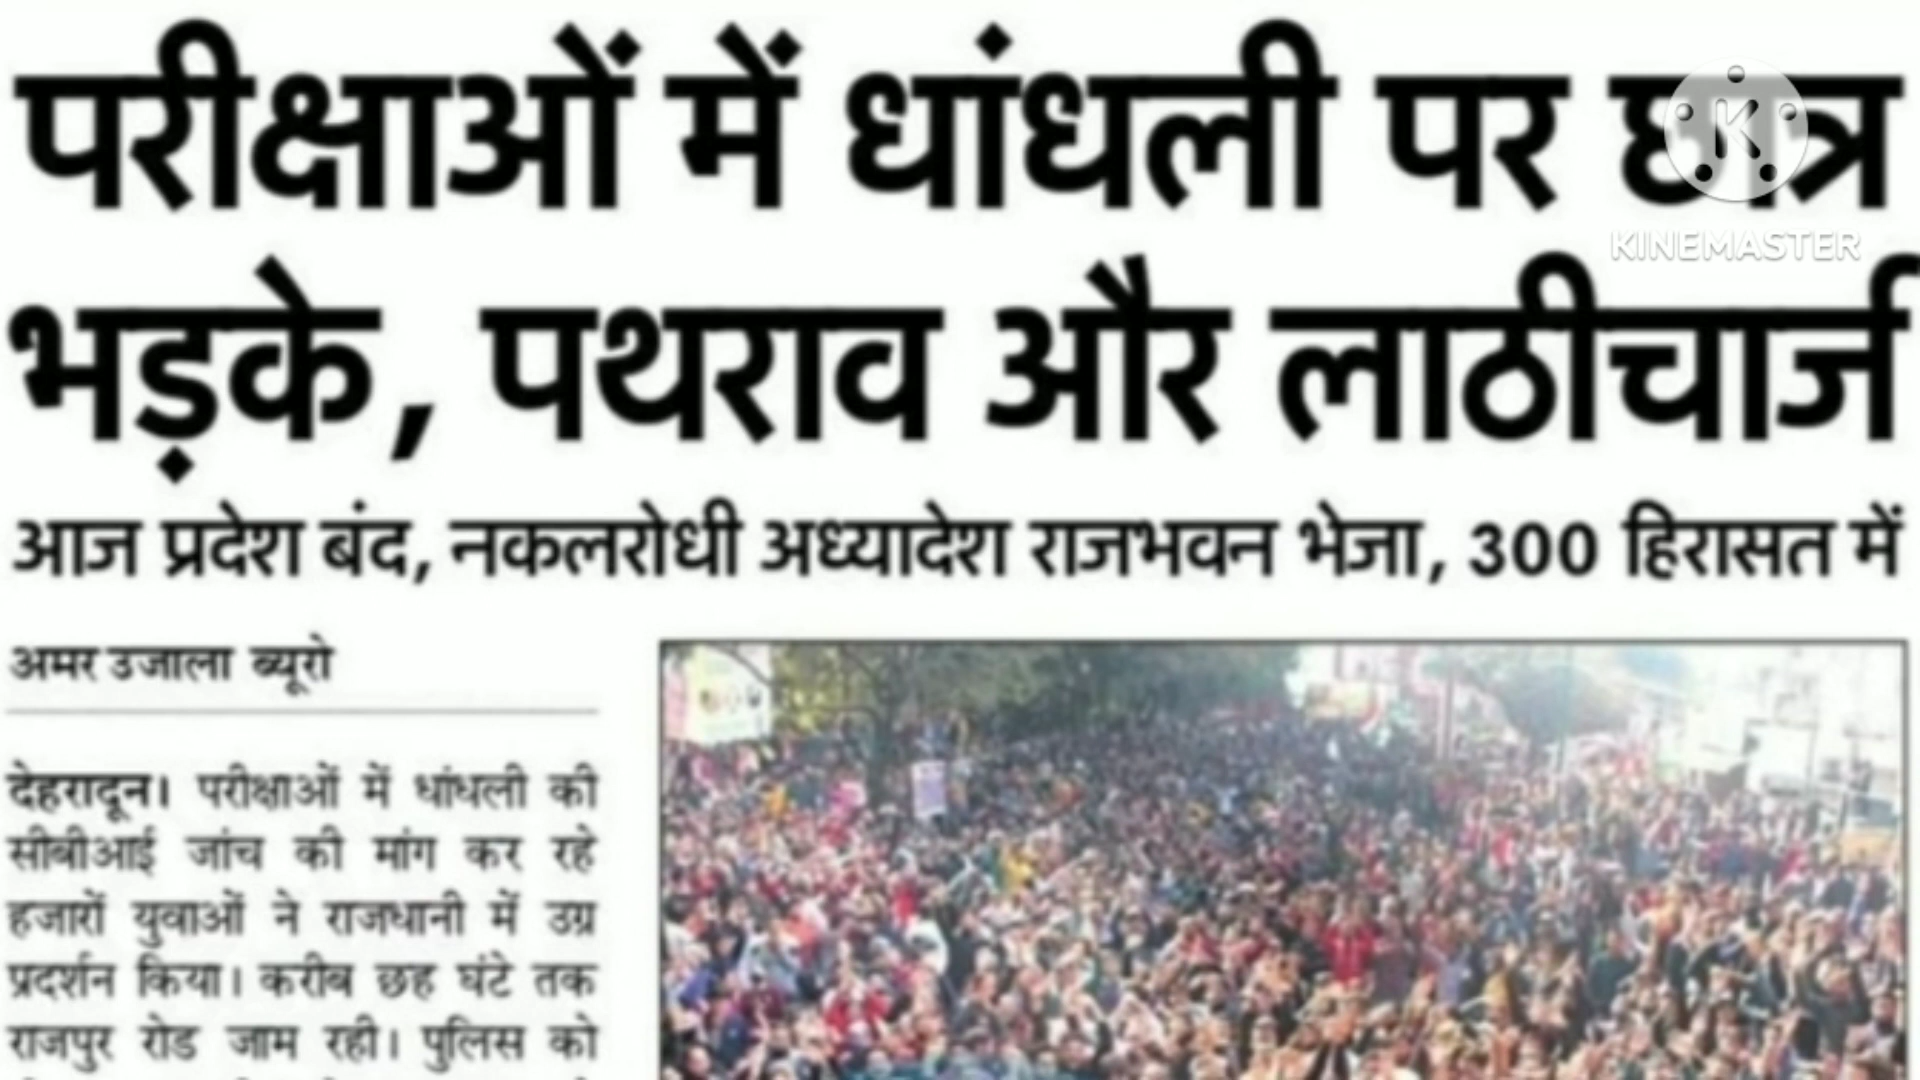 परीक्षाओं में धांधली पर छात्र
KINEMASTER
भड़के, पथराव और लाठीचार्ज
आज प्रदेश बंद, नकलरोधी अध्यादेश राजभवन भेजा, 300 हिरासत में
अमर उजाला ब्यूरो
देहरादून। परीक्षाओं में धांधली की
सीबीआई जांच की मांग कर रहे
हजारों युवाओं ने राजधानी में उग्र
प्रदर्शन किया। करीब छह घंटे तक
राजपुर रोड जाम रही। पुलिस को